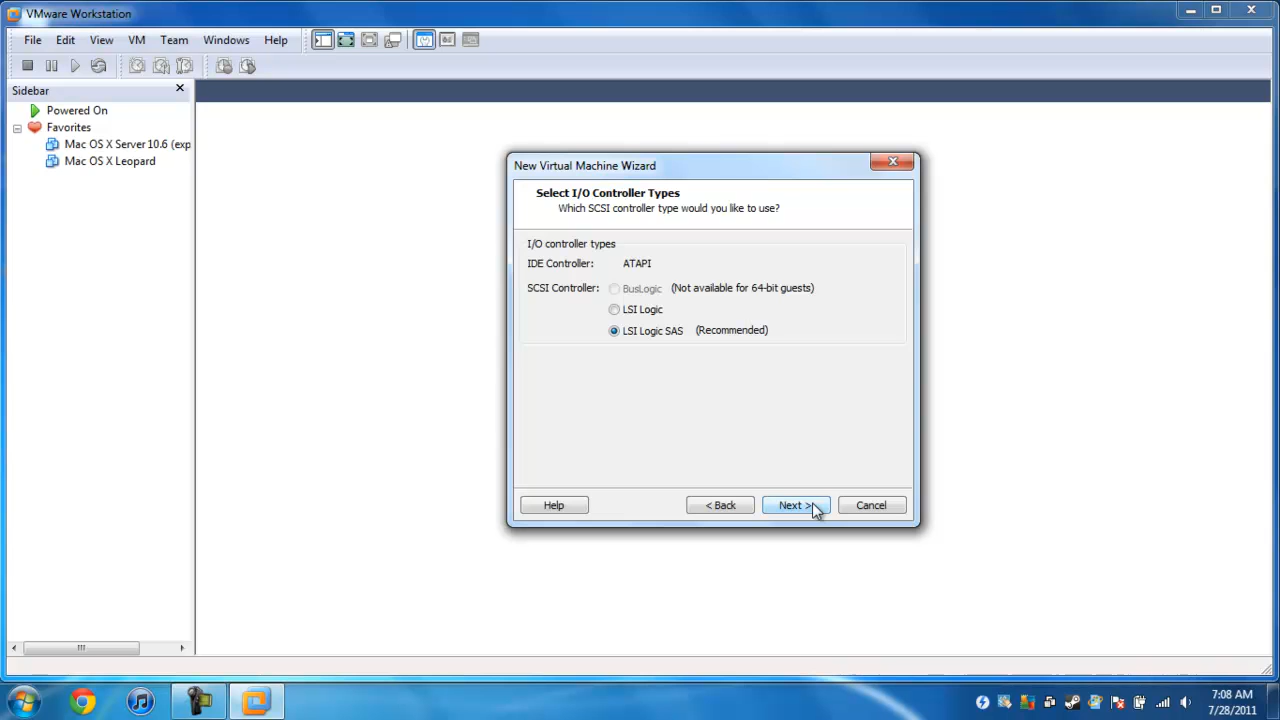 VMware Workstation
File Edit View VM Team Windows Help
Sidebar
Powered On
Favorites
Mac OS X Server 10.6 (exp
Mac OS X Leopard
New Virtual Machine Wizard
Select I/O Controller Types
Which SCSI controller type would you like to use?
I/O controller types
IDE Controller: ATAPI
SCSI Controller: BusLogic (Not available for 64-bit guests)
LSI Logic
LSI Logic SAS (Recommended)
Help < Back Next > Cancel
7:08 AM
7/28/2011